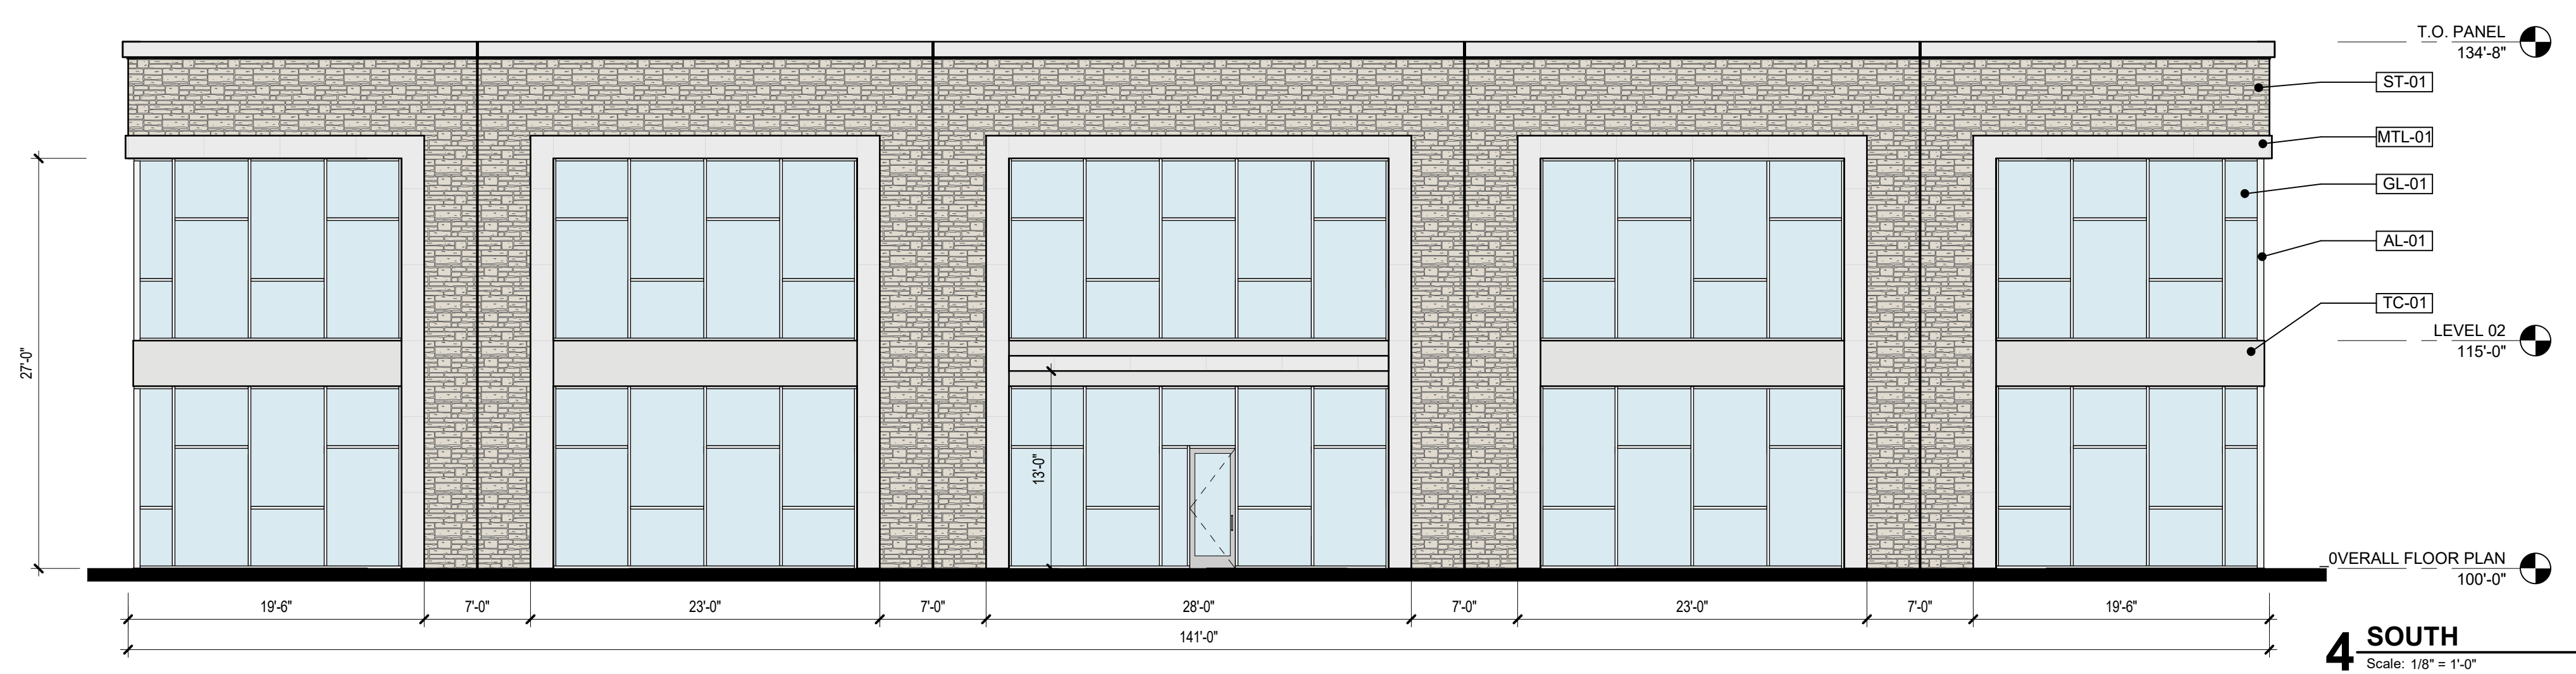 T.O. PANEL
134'-8"
ST-01
MTL-01
GL-01
AL-01
TC-01
LEVEL 02
115'-0"
27'-0"
13'-0"
0VERALL FLOOR PLAN
100'-0"
19'-6" 7'-0" 23'-0" 7'-0" 28'-0" 7'-0" 23'-0" 7'-0" 19'-6"
141'-0"
4 SOUTH
Scale: 1/8" = 1'-0"